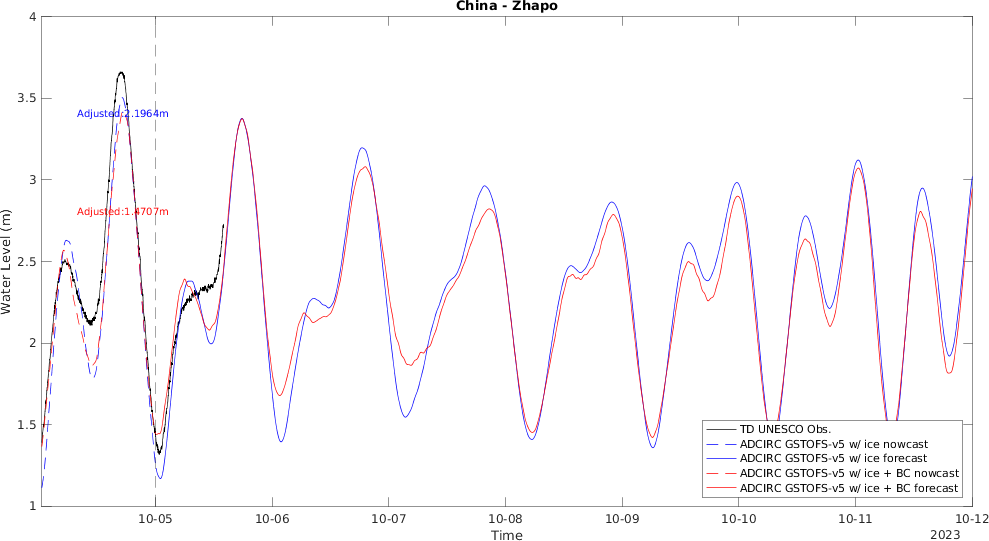 China - Zhapo
4
3.5
3
2.5
2
1.5
1
Water Level (m)
Adjusted:2.1964m
Adjusted:1.4707m
TD UNESCO Obs.
ADCIRC GSTOFS-v5 w/ ice nowcast
ADCIRC GSTOFS-v5 w/ ice forecast
ADCIRC GSTOFS-v5 w/ ice + BC nowcast
ADCIRC GSTOFS-v5 w/ ice + BC forecast
10-05 10-06 10-07 10-08 10-09 10-10 10-11 10-12
Time
2023